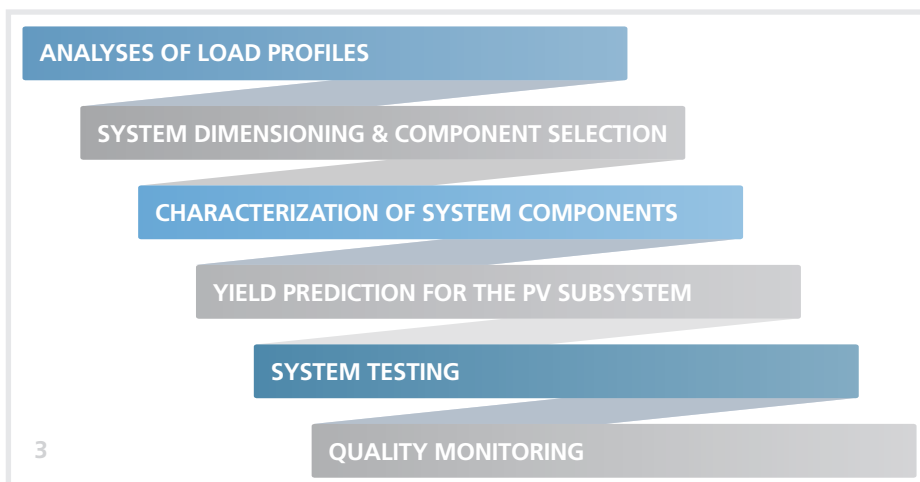 ANALYSES OF LOAD PROFILES
SYSTEM DIMENSIONING & COMPONENT SELECTION
CHARACTERIZATION OF SYSTEM COMPONENTS
YIELD PREDICTION FOR THE PV SUBSYSTEM
SYSTEM TESTING
QUALITY MONITORING
3